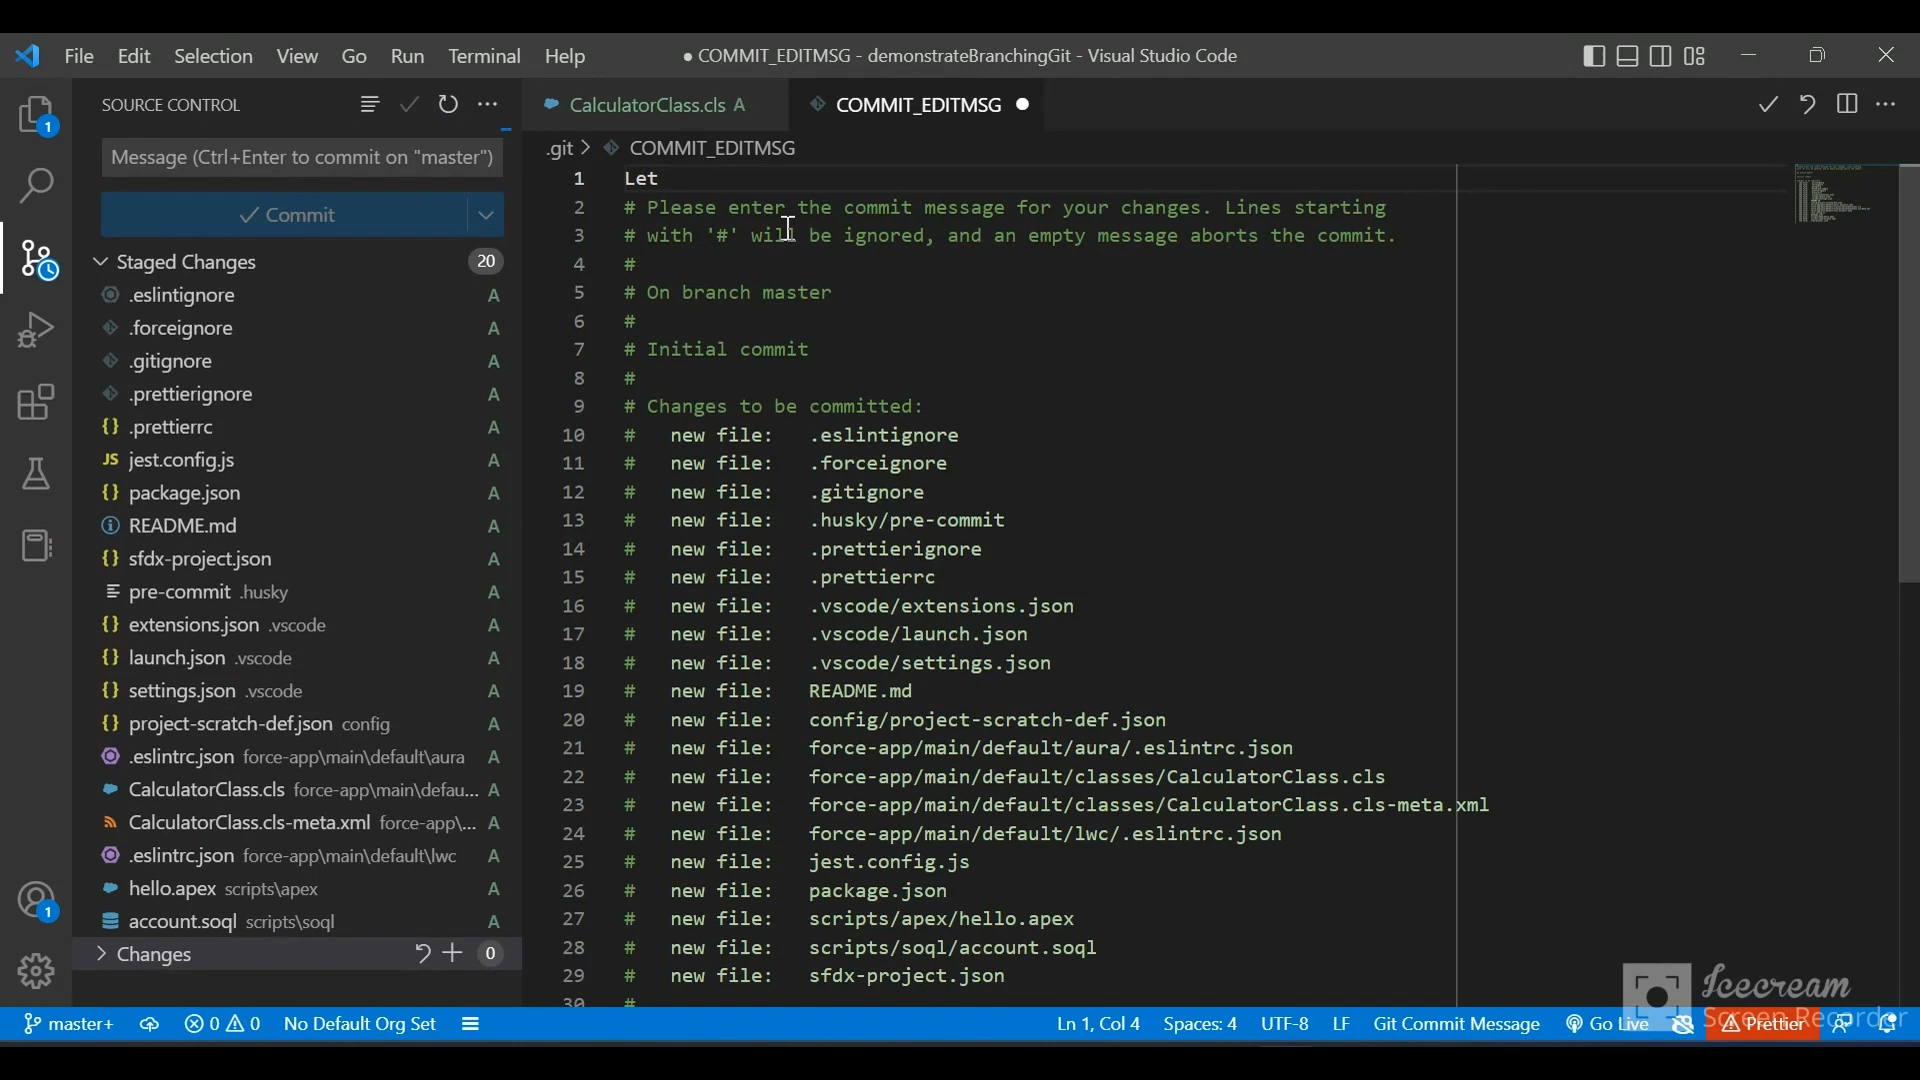 File Edit Selection View Go Run Terminal Help
● COMMIT_EDITMSG - demonstrateBranchingGit - Visual Studio Code
SOURCE CONTROL
CalculatorClass.cls A
COMMIT_EDITMSG
.git > COMMIT_EDITMSG
1
Message (Ctrl+Enter to commit on "master")
Commit
Staged Changes 20
.eslintignore A
.forceignore A
.gitignore A
.prettierignore A
.prettierrc A
JS jest.config.js A
package.json A
README.md A
sfdx-project.json A
pre-commit .husky A
extensions.json .vscode A
launch.json .vscode A
settings.json .vscode A
project-scratch-def.json config A
.eslintrc.json force-app\main\default\aura A
CalculatorClass.cls force-app\main\defau... A
CalculatorClass.cls-meta.xml force-app\... A
.eslintrc.json force-app\main\default\lwc A
hello.apex scripts\apex A
account.soql scripts\soql A
Changes 0
1
1 Let
2 # Please enter the commit message for your changes. Lines starting
3 # with '#' will be ignored, and an empty message aborts the commit.
4 #
5 # On branch master
6 #
7 # Initial commit
8 #
9 # Changes to be committed:
10 # new file: .eslintignore
11 # new file: .forceignore
12 # new file: .gitignore
13 # new file: .husky/pre-commit
14 # new file: .prettierignore
15 # new file: .prettierrc
16 # new file: .vscode/extensions.json
17 # new file: .vscode/launch.json
18 # new file: .vscode/settings.json
19 # new file: README.md
20 # new file: config/project-scratch-def.json
21 # new file: force-app/main/default/aura/.eslintrc.json
22 # new file: force-app/main/default/classes/CalculatorClass.cls
23 # new file: force-app/main/default/classes/CalculatorClass.cls-meta.xml
24 # new file: force-app/main/default/lwc/.eslintrc.json
25 # new file: jest.config.js
26 # new file: package.json
27 # new file: scripts/apex/hello.apex
28 # new file: scripts/soql/account.soql
29 # new file: sfdx-project.json
30 #
Icecream
Screen Recorder
master+ 0 0 No Default Org Set Ln 1, Col 4 Spaces: 4 UTF-8 LF Git Commit Message Go Live Prettier